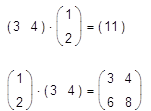 (3 4) · (1 2) = (11)
(1 2) · (3 4) = (3 4 6 8)